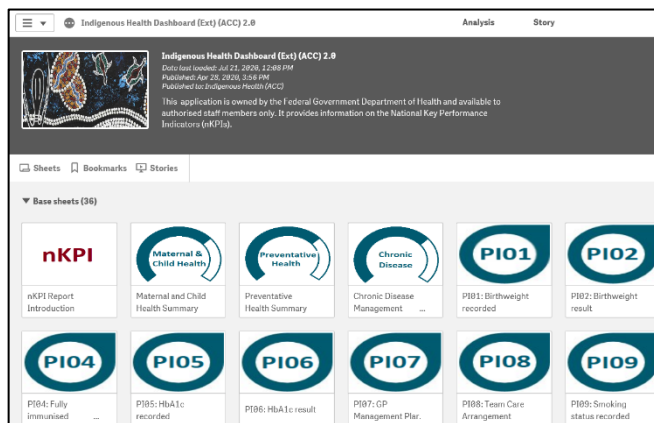 Indigenous Health Dashboard (Ext) (ACC) 2.0
Analysis
Story
Indigenous Health Dashboard (Ext) (ACC) 2.0
Data last loaded: Jul 21, 2020, 12:08 PM
Published: Apr 28, 2020, 3:56 PM
Published to: Indigenous Health (ACC)
This application is owned by the Federal Government Department of Health and available to
authorised staff members only. It provides information on the National Key Performance
Indicators (nKPIs).
Sheets
Bookmarks
Stories
Base sheets (36)
nKPI
Maternal &
Child Health
Preventative
Health
Chronic
Disease
PI01
PI02
nKPI Report
Introduction
Maternal and Child
Health Summary
Preventative
Health Summary
Chronic Disease
Management ...
PI01: Birthweight
recorded
PI02: Birthweight
result
PI04
PI05
PI06
PI07
PI08
PI09
PI04: Fully
immunised ...
PI05: HbA1c
recorded
PI06: HbA1c result
PI07: GP
Management Plan.
PI08: Team Care
Arrangement
PI09: Smoking
status recorded